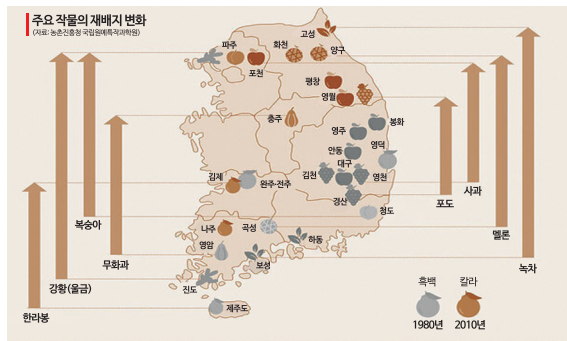 주요 작물의 재배지 변화
(자료: 농촌진흥청 국립원예특작과학원)
고성
파주
화천
양구
포천
평창
영월
충주
봉화
영주
안동
영덕
대구
김제
완주·전주
김천
영천
경산
청도
나주
곡성
하동
영암
보성
진도
제주도
포도
사과
복숭아
멜론
무화과
녹차
강황(울금)
한라봉
흑백
칼라
1980년
2010년